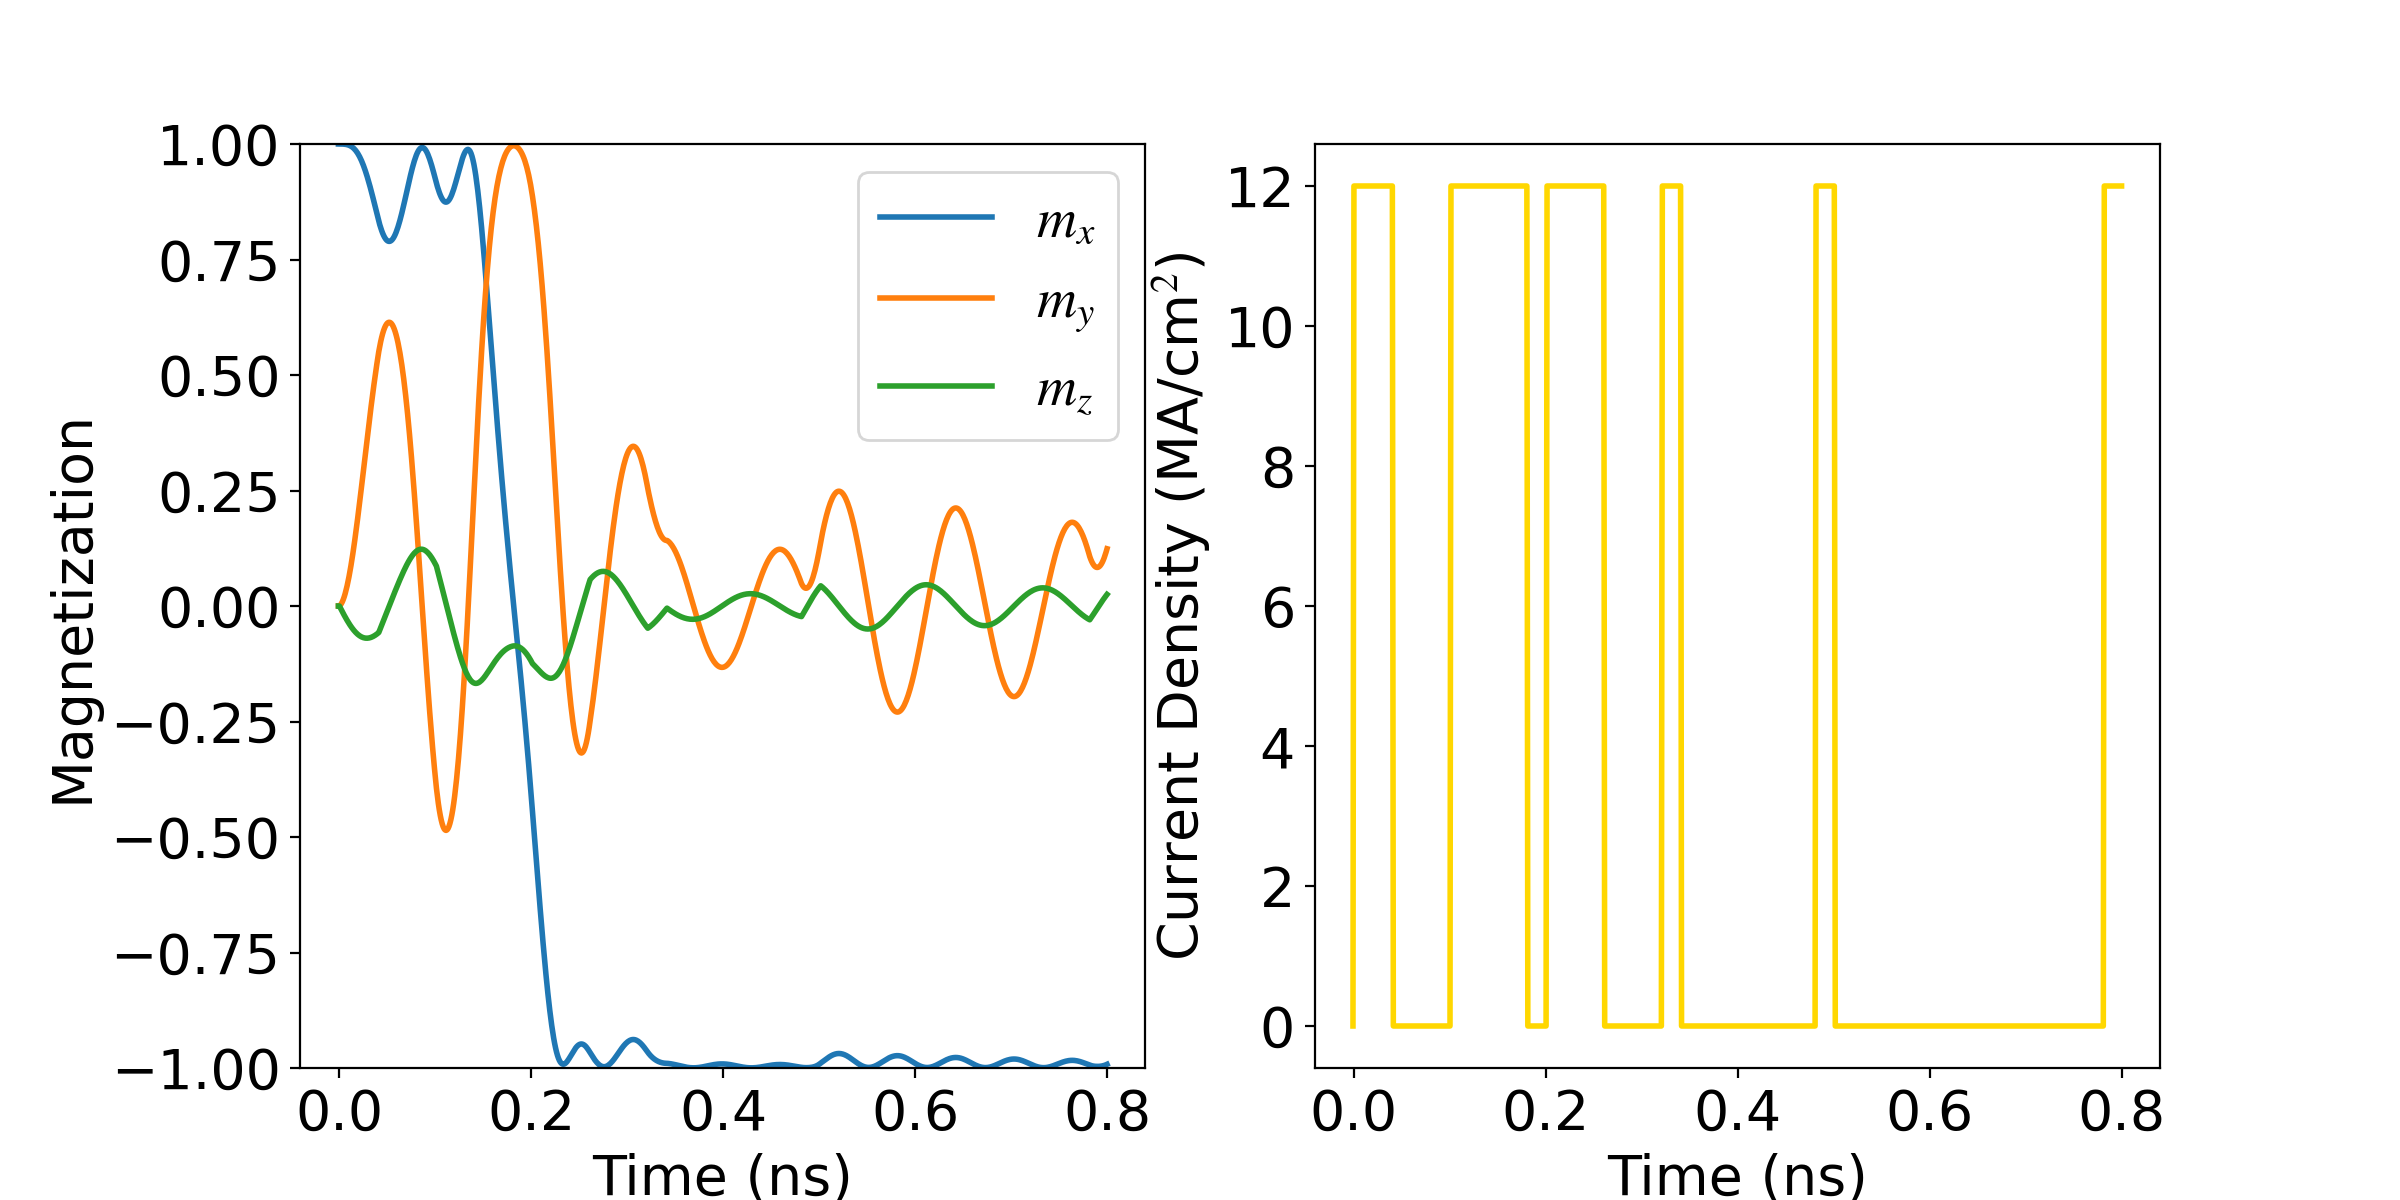 Magnetization
1.00
0.75
0.50
0.25
0.00
−0.25
−0.50
−0.75
−1.00
0.0 0.2 0.4 0.6 0.8
Time (ns)
m_x
m_y
m_z
Current Density (MA/cm²)
12
10
8
6
4
2
0
0.0 0.2 0.4 0.6 0.8
Time (ns)